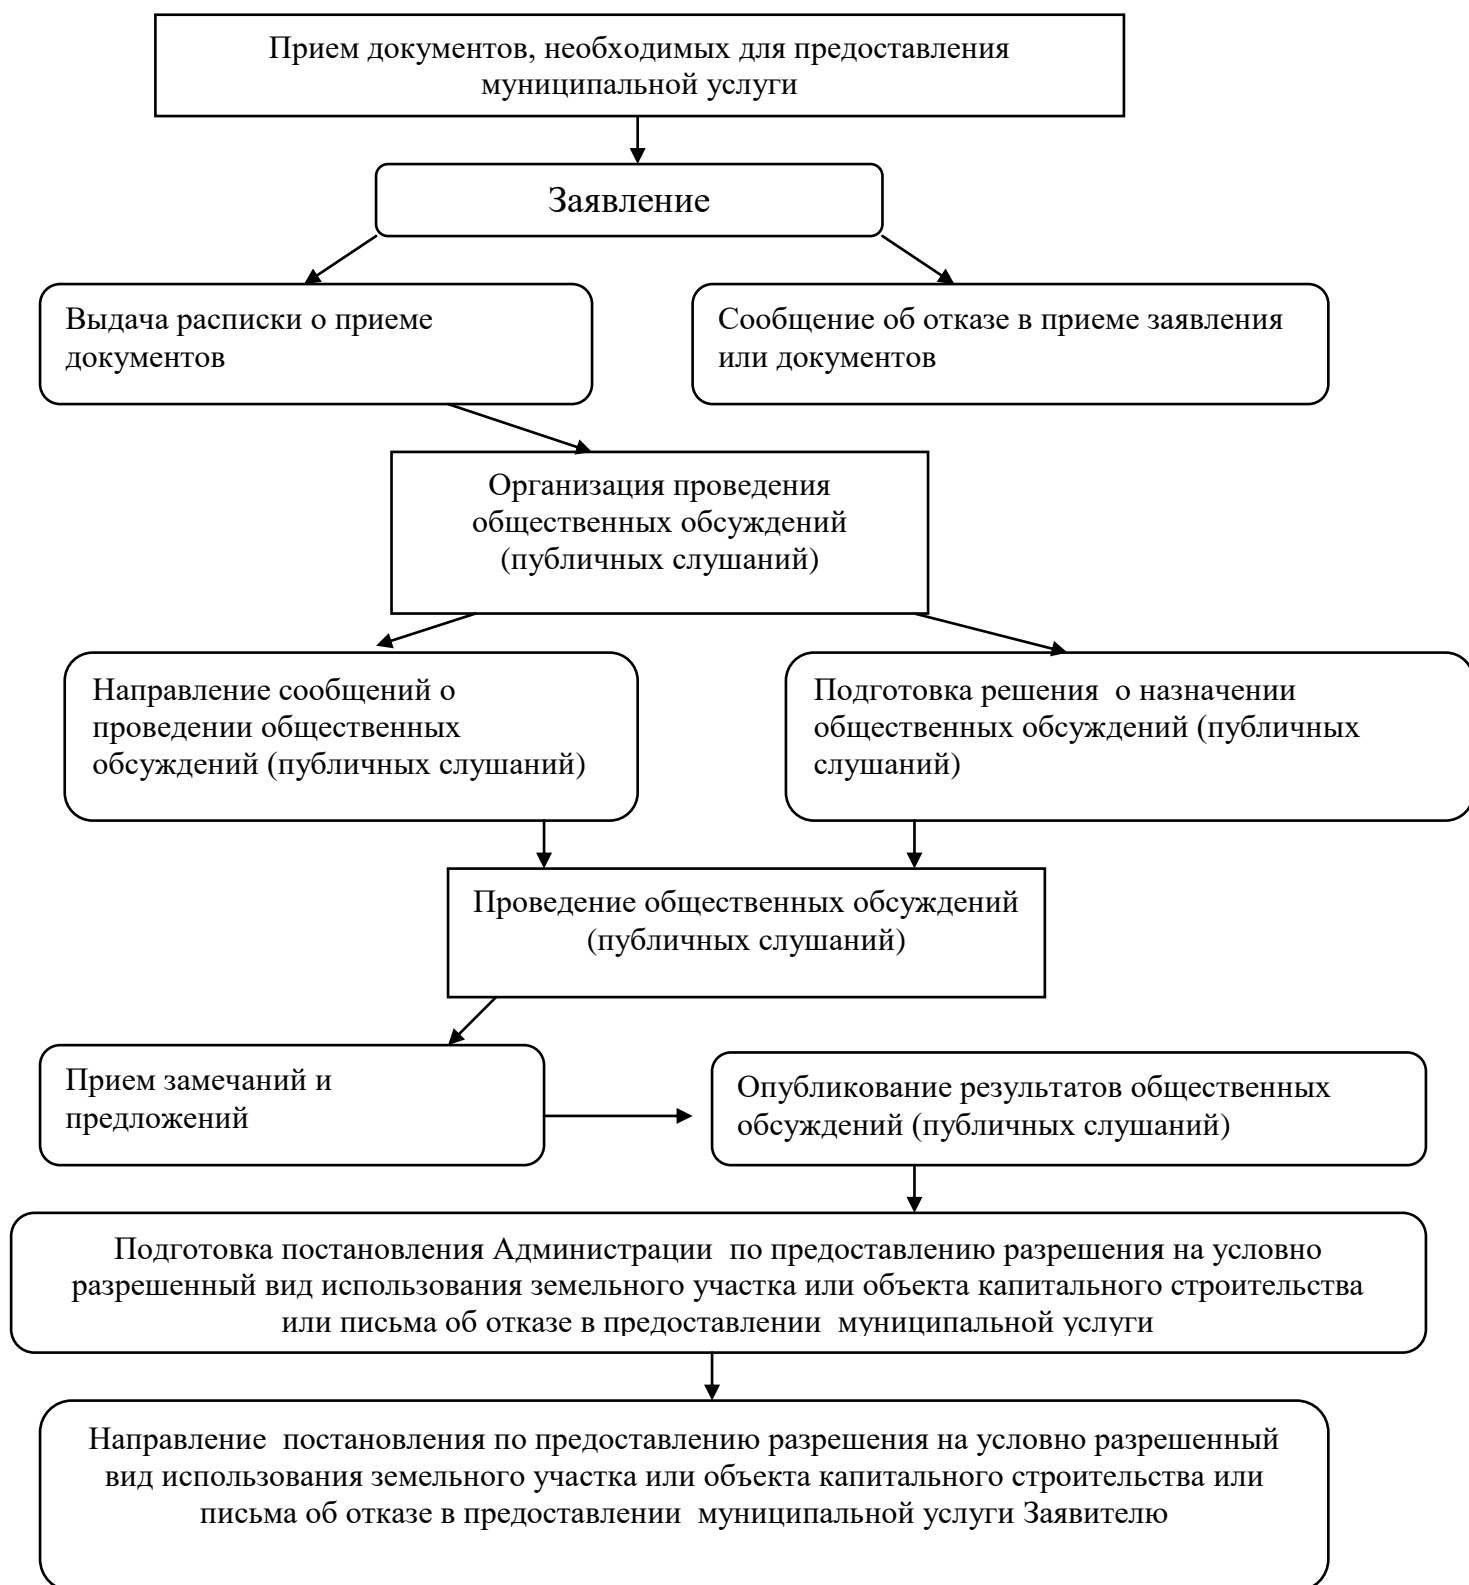 Прием документов, необходимых для предоставления
муниципальной услуги
Заявление
Выдача расписки о приеме
документов
Сообщение об отказе в приеме заявления
или документов
Организация проведения
общественных обсуждений
(публичных слушаний)
Направление сообщений о
проведении общественных
обсуждений (публичных слушаний)
Подготовка решения о назначении
общественных обсуждений (публичных
слушаний)
Проведение общественных обсуждений
(публичных слушаний)
Прием замечаний и
предложений
Опубликование результатов общественных
обсуждений (публичных слушаний)
Подготовка постановления Администрации по предоставлению разрешения на условно
разрешенный вид использования земельного участка или объекта капитального строительства
или письма об отказе в предоставлении муниципальной услуги
Направление постановления по предоставлению разрешения на условно разрешенный
вид использования земельного участка или объекта капитального строительства или
письма об отказе в предоставлении муниципальной услуги Заявителю